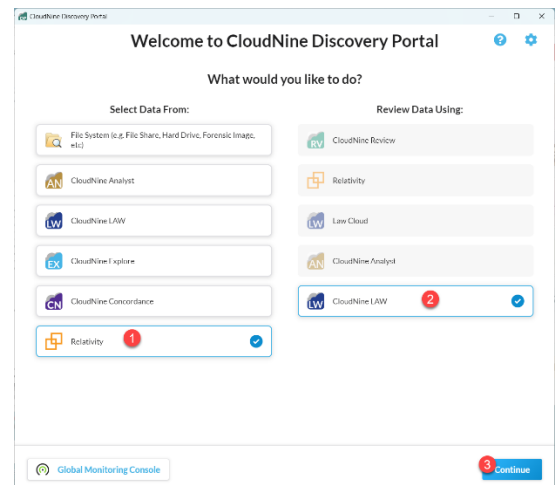 CloudNine Discovery Portal
Welcome to CloudNine Discovery Portal
?
What would you like to do?
Select Data From:
Review Data Using:
File System (e.g. File Share, Hard Drive, Forensic Image,
etc)
RV CloudNine Review
AN CloudNine Analyst
Relativity
LW CloudNine LAW
LW Law Cloud
EX CloudNine Explore
AN CloudNine Analyst
CN CloudNine Concordance
LW CloudNine LAW 2
Relativity 1
Global Monitoring Console
3 Continue